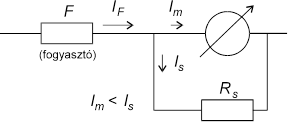 F
I_F
I_m
(fogyasztó)
I_s
I_m < I_s
R_s